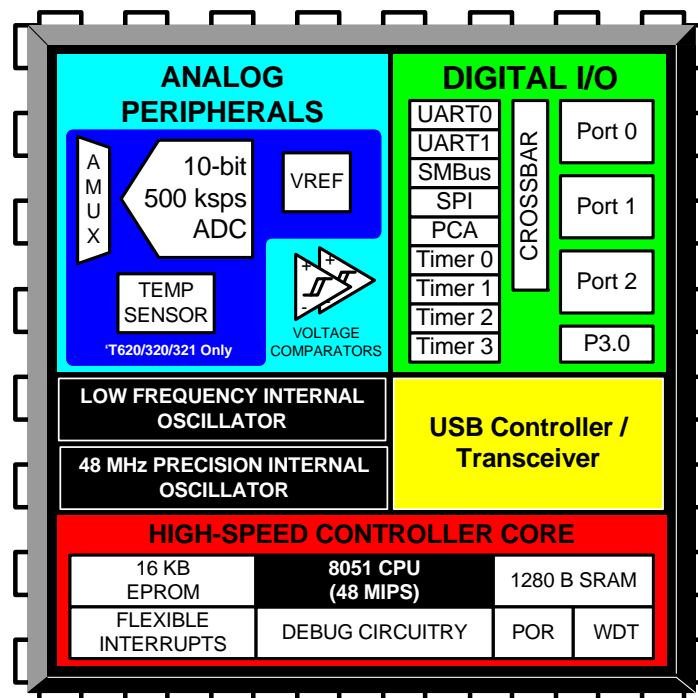 ANALOG
PERIPHERALS
A
M
U
X
10-bit
500 ksps
ADC
VREF
TEMP
SENSOR
+
+
-
-
VOLTAGE
COMPARATORS
‘T620/320/321 Only
DIGITAL I/O
UART0
UART1
SMBus
SPI
PCA
Timer 0
Timer 1
Timer 2
Timer 3
CROSSBAR
Port 0
Port 1
Port 2
P3.0
LOW FREQUENCY INTERNAL
OSCILLATOR
48 MHz PRECISION INTERNAL
OSCILLATOR
USB Controller /
Transceiver
HIGH-SPEED CONTROLLER CORE
16 KB
EPROM
8051 CPU
(48 MIPS)
1280 B SRAM
FLEXIBLE
INTERRUPTS
DEBUG CIRCUITRY
POR
WDT